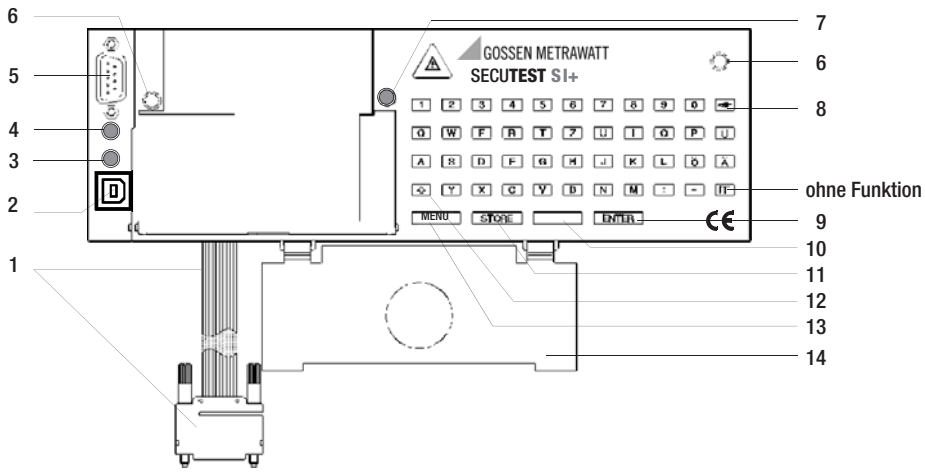 6
7
5
GOSSEN METRAWATT
SECUTEST SI+
6
1 2 3 4 5 6 7 8 9 0
8
4
Q W E R T Z U I O P Ü
3
A S D F G H J K L Ö Ä
2
Y X C V B N M : -
ohne Funktion
MENU STORE ENTER
CE
9
10
1
11
12
13
14